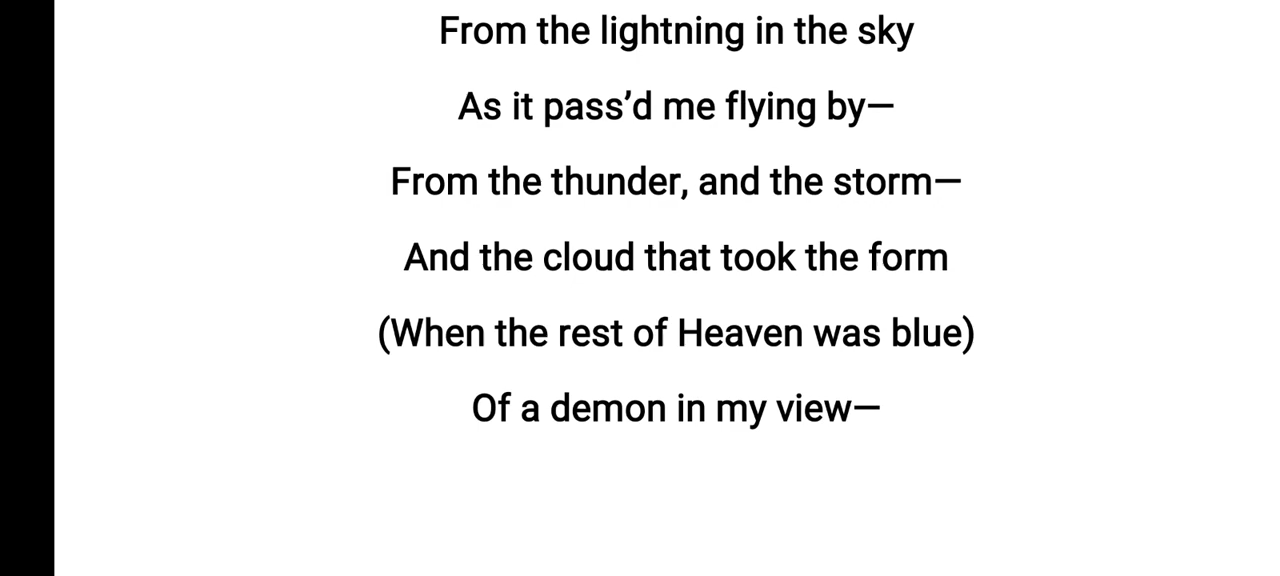 From the lightning in the sky
As it pass’d me flying by—
From the thunder, and the storm—
And the cloud that took the form
(When the rest of Heaven was blue)
Of a demon in my view—